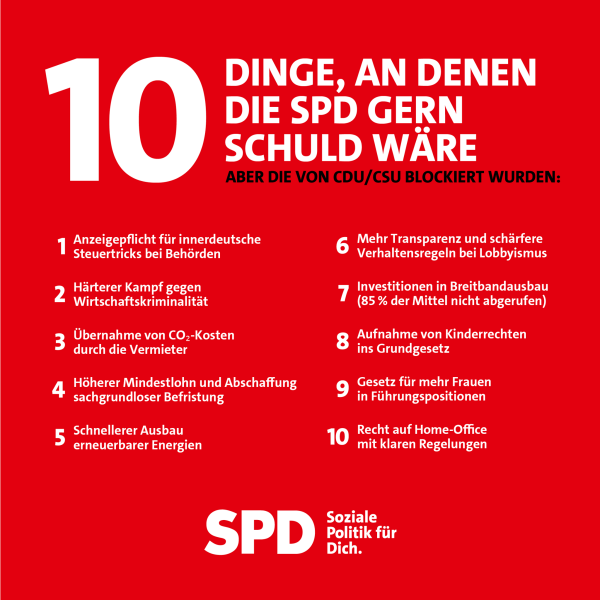 10
DINGE, AN DENEN
DIE SPD GERN
SCHULD WÄRE
ABER DIE VON CDU/CSU BLOCKIERT WURDEN:
1 Anzeigepflicht für innerdeutsche
Steuertricks bei Behörden
2 Härterer Kampf gegen
Wirtschaftskriminalität
3 Übernahme von CO₂-Kosten
durch die Vermieter
4 Höherer Mindestlohn und Abschaffung
sachgrundloser Befristung
5 Schnellerer Ausbau
erneuerbarer Energien
6 Mehr Transparenz und schärfere
Verhaltensregeln bei Lobbyismus
7 Investitionen in Breitbandausbau
(85 % der Mittel nicht abgerufen)
8 Aufnahme von Kinderrechten
ins Grundgesetz
9 Gesetz für mehr Frauen
in Führungspositionen
10 Recht auf Home-Office
mit klaren Regelungen
SPD
Soziale
Politik für
Dich.